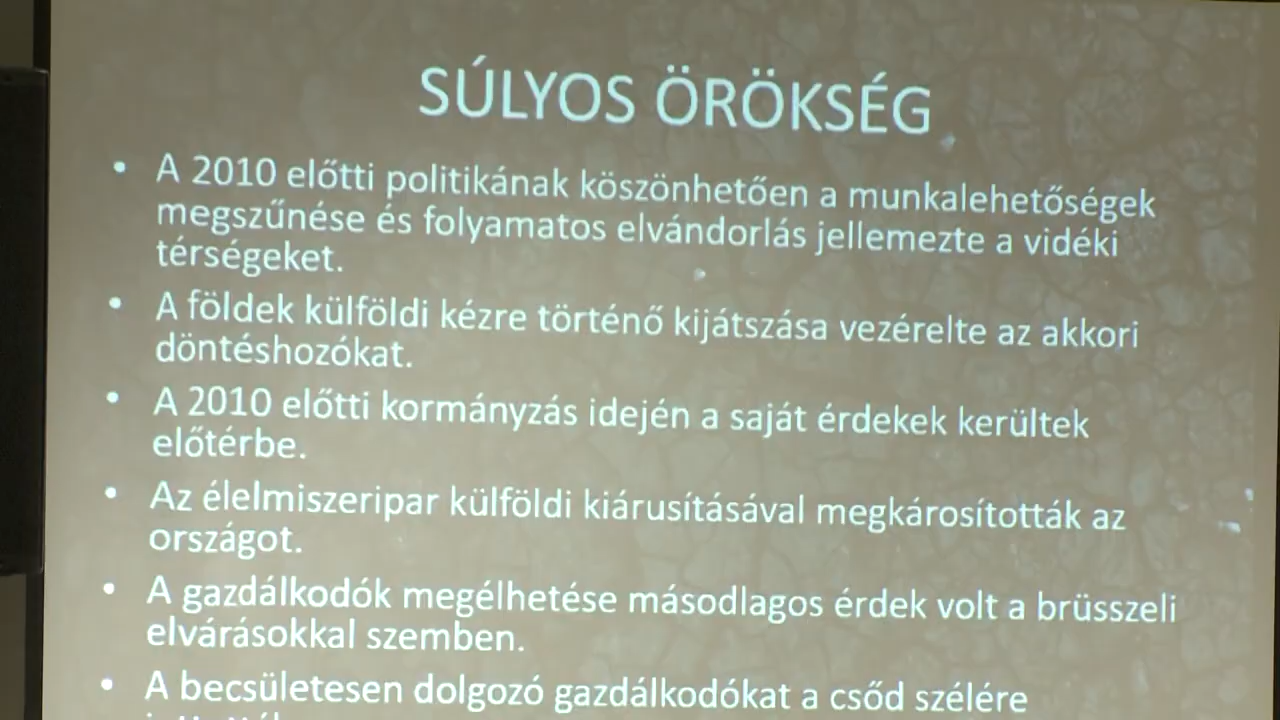 SÚLYOS ÖRÖKSÉG
• A 2010 előtti politikának köszönhetően a munkalehetőségek
megszűnése és folyamatos elvándorlás jellemezte a vidéki
térségeket.
• A földek külföldi kézre történő kijátszása vezérelte az akkori
döntéshozókat.
• A 2010 előtti kormányzás idején a saját érdekek kerültek
előtérbe.
• Az élelmiszeripar külföldi kiárusításával megkárosították az
országot.
• A gazdálkodók megélhetése másodlagos érdek volt a brüsszeli
elvárásokkal szemben.
• A becsületesen dolgozó gazdálkodókat a csőd szélére